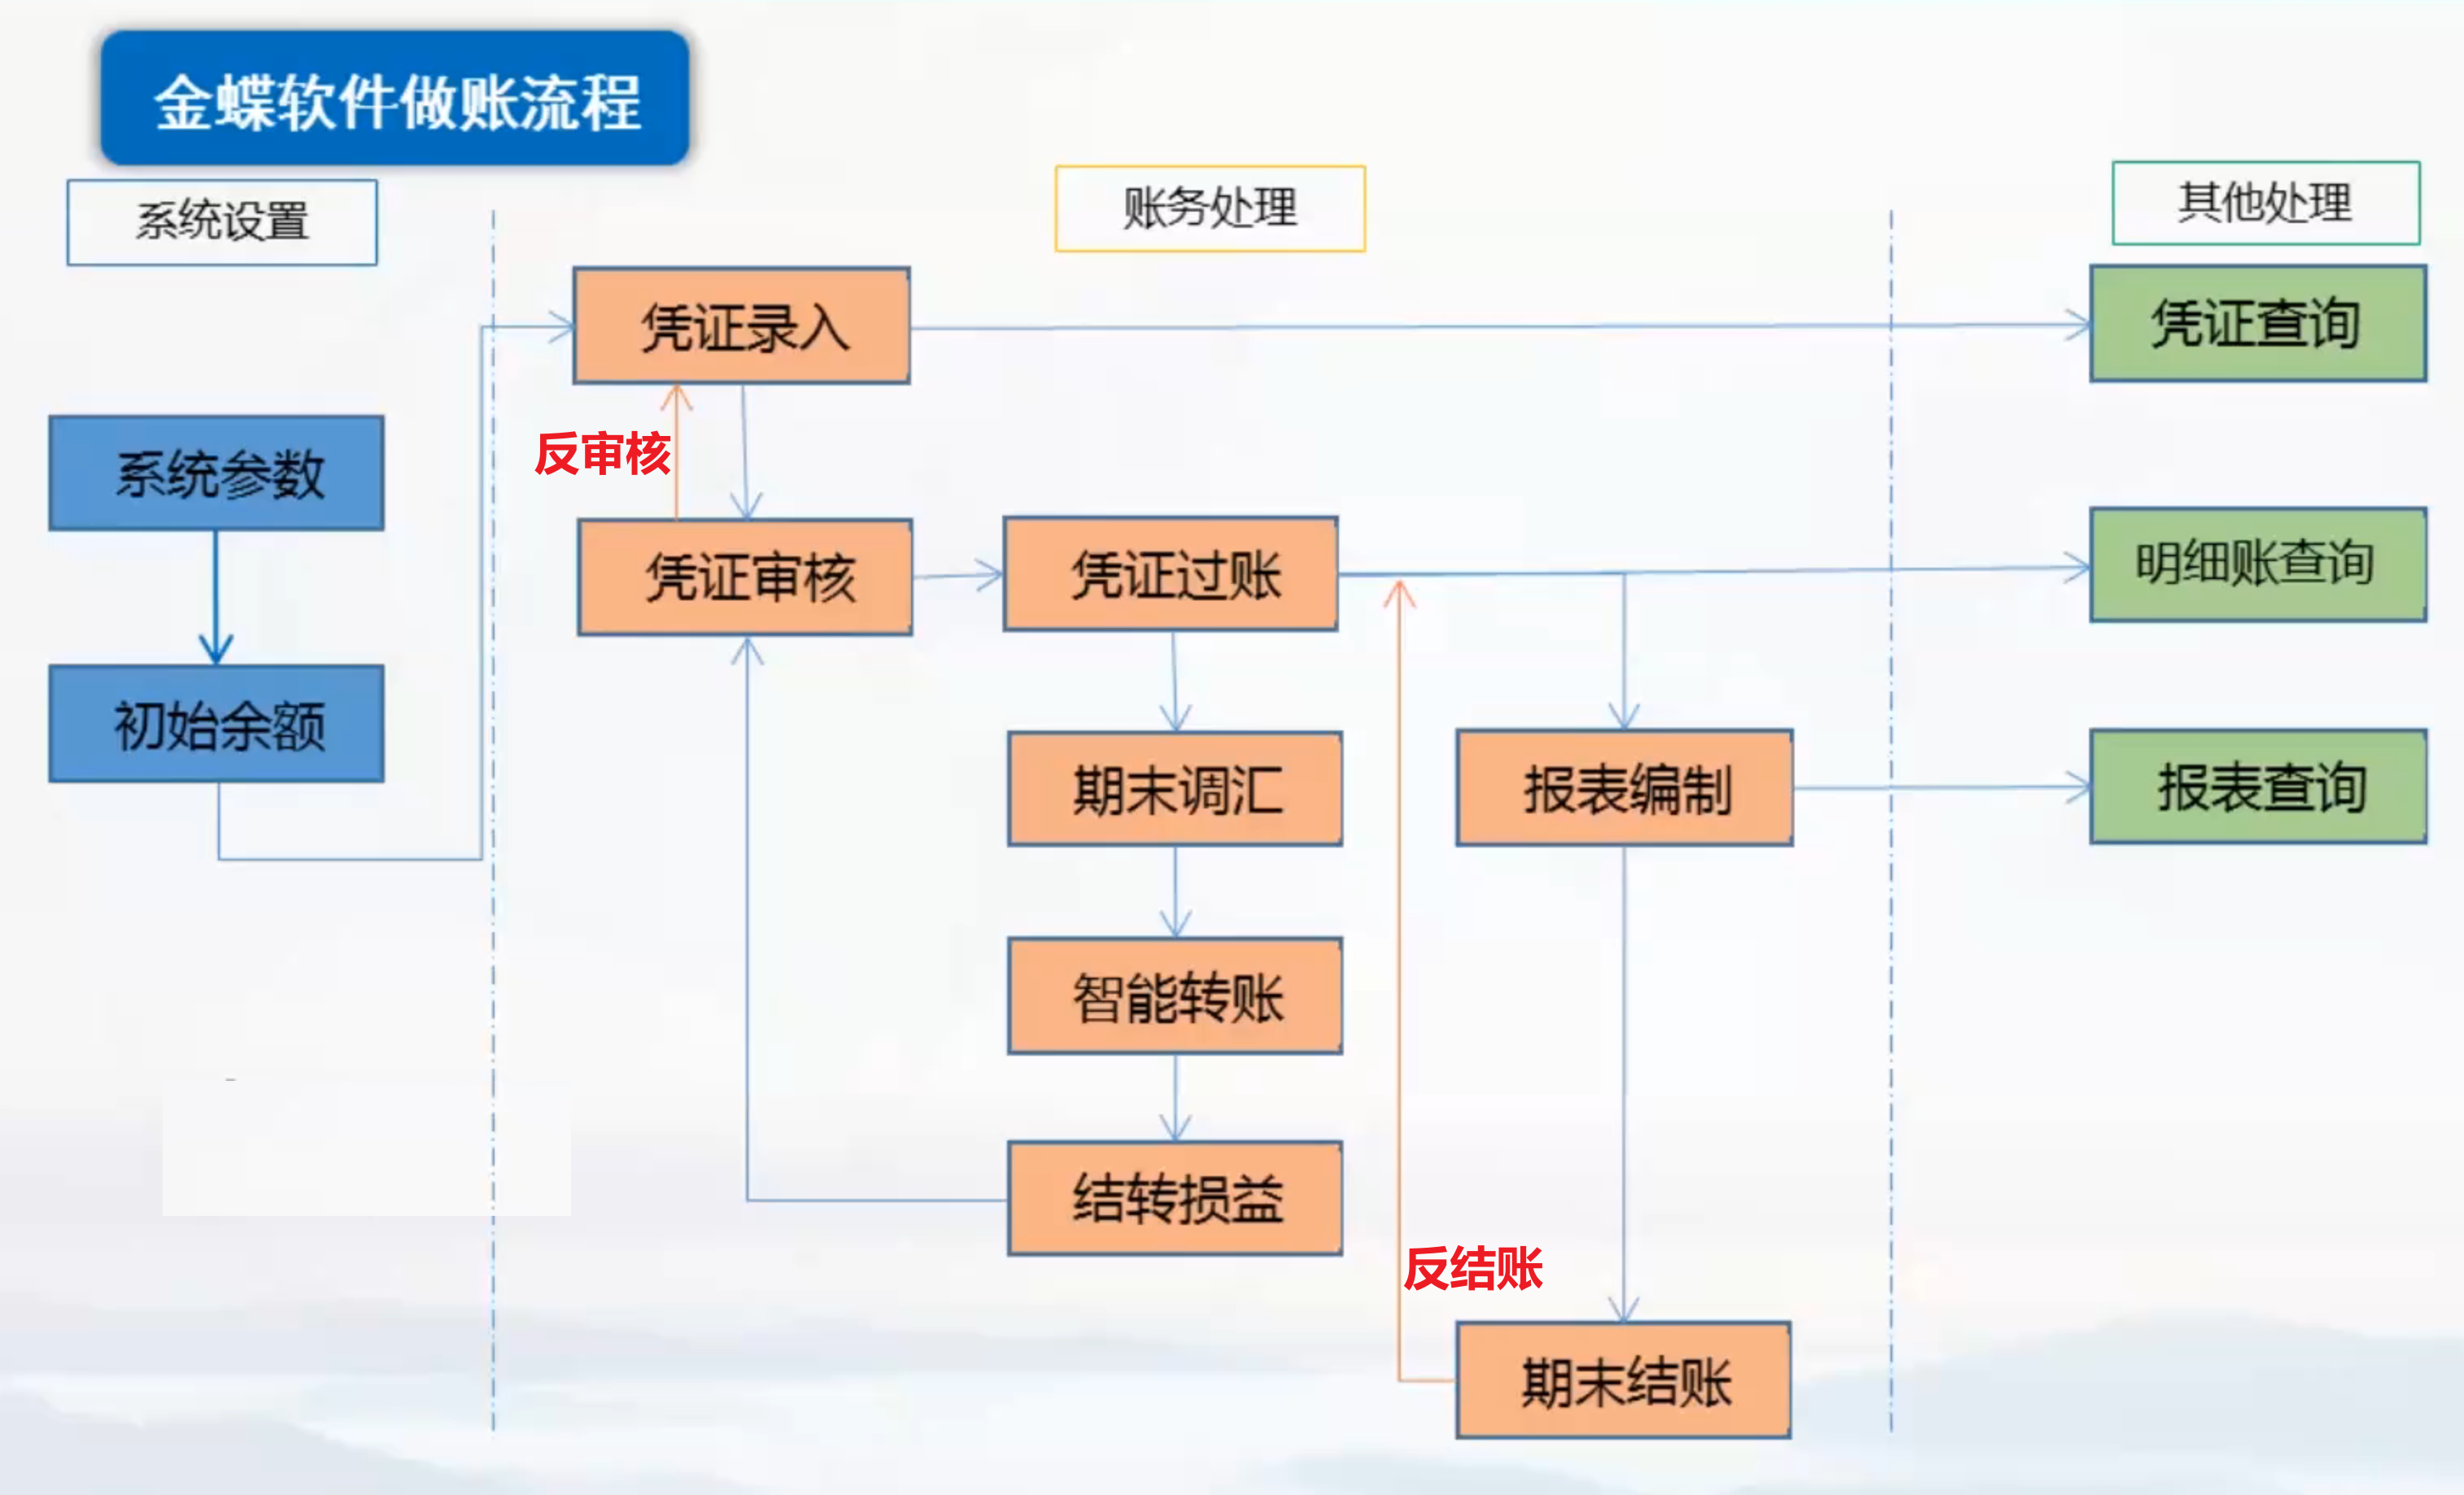 金蝶软件做账流程
系统设置
账务处理
其他处理
凭证录入
凭证查询
反审核
系统参数
凭证审核
凭证过账
明细账查询
初始余额
期末调汇
报表编制
报表查询
智能转账
结转损益
反结账
期末结账